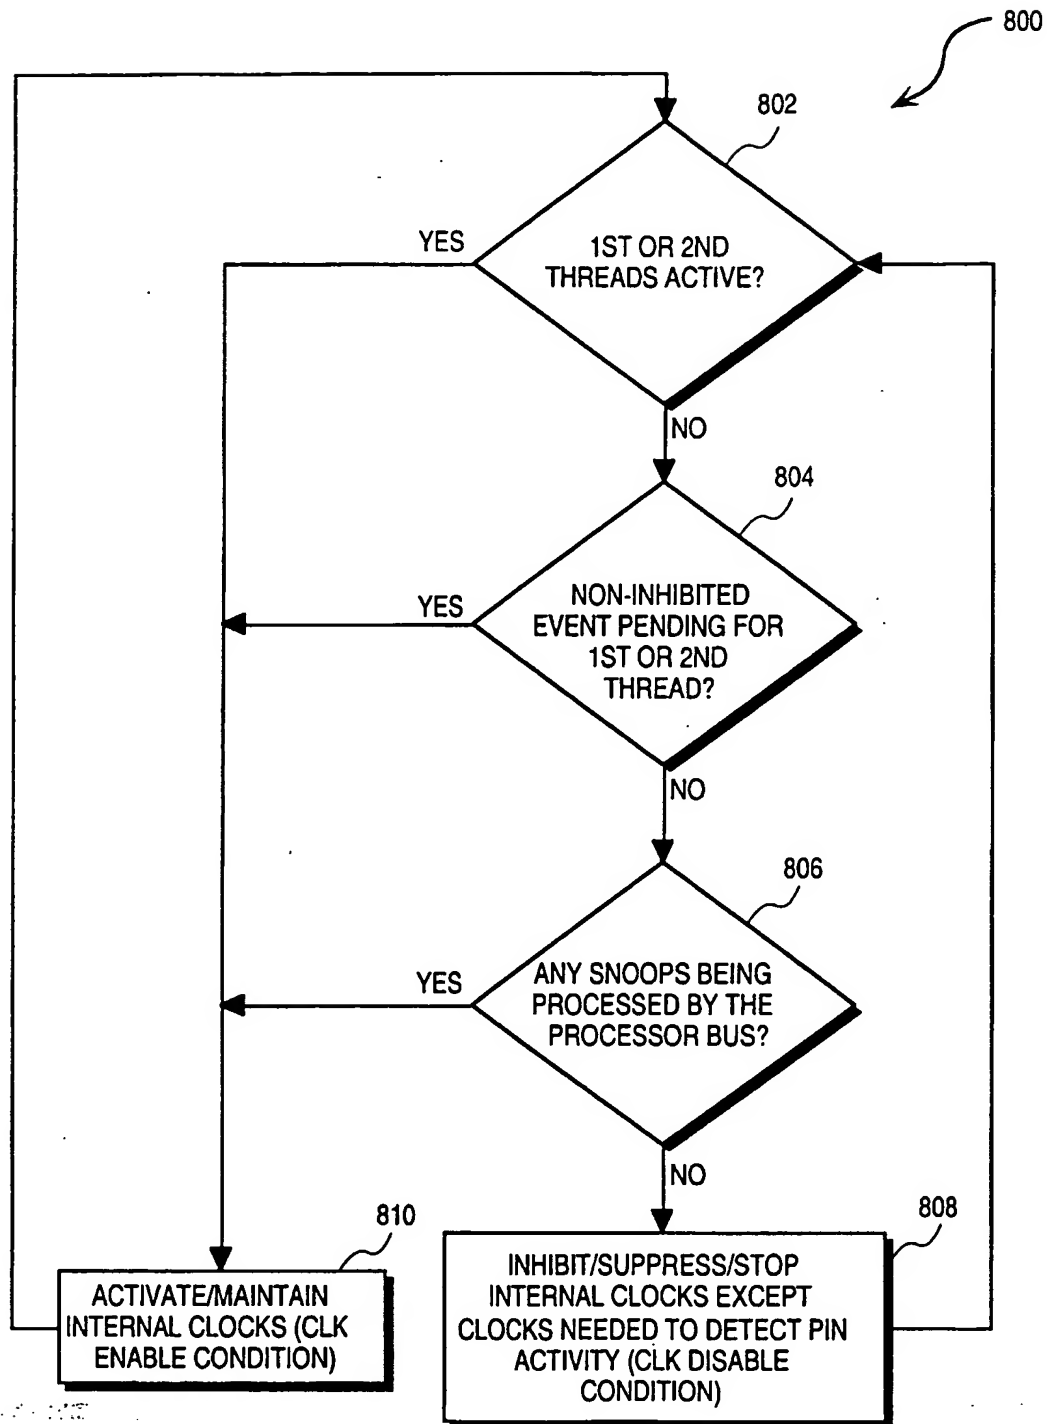 800
802
YES
1ST OR 2ND
THREADS ACTIVE?
NO
804
YES
NON-INHIBITED
EVENT PENDING FOR
1ST OR 2ND
THREAD?
NO
806
YES
ANY SNOOPS BEING
PROCESSED BY THE
PROCESSOR BUS?
NO
810
ACTIVATE/MAINTAIN
INTERNAL CLOCKS (CLK
ENABLE CONDITION)
808
INHIBIT/SUPPRESS/STOP
INTERNAL CLOCKS EXCEPT
CLOCKS NEEDED TO DETECT PIN
ACTIVITY (CLK DISABLE
CONDITION)